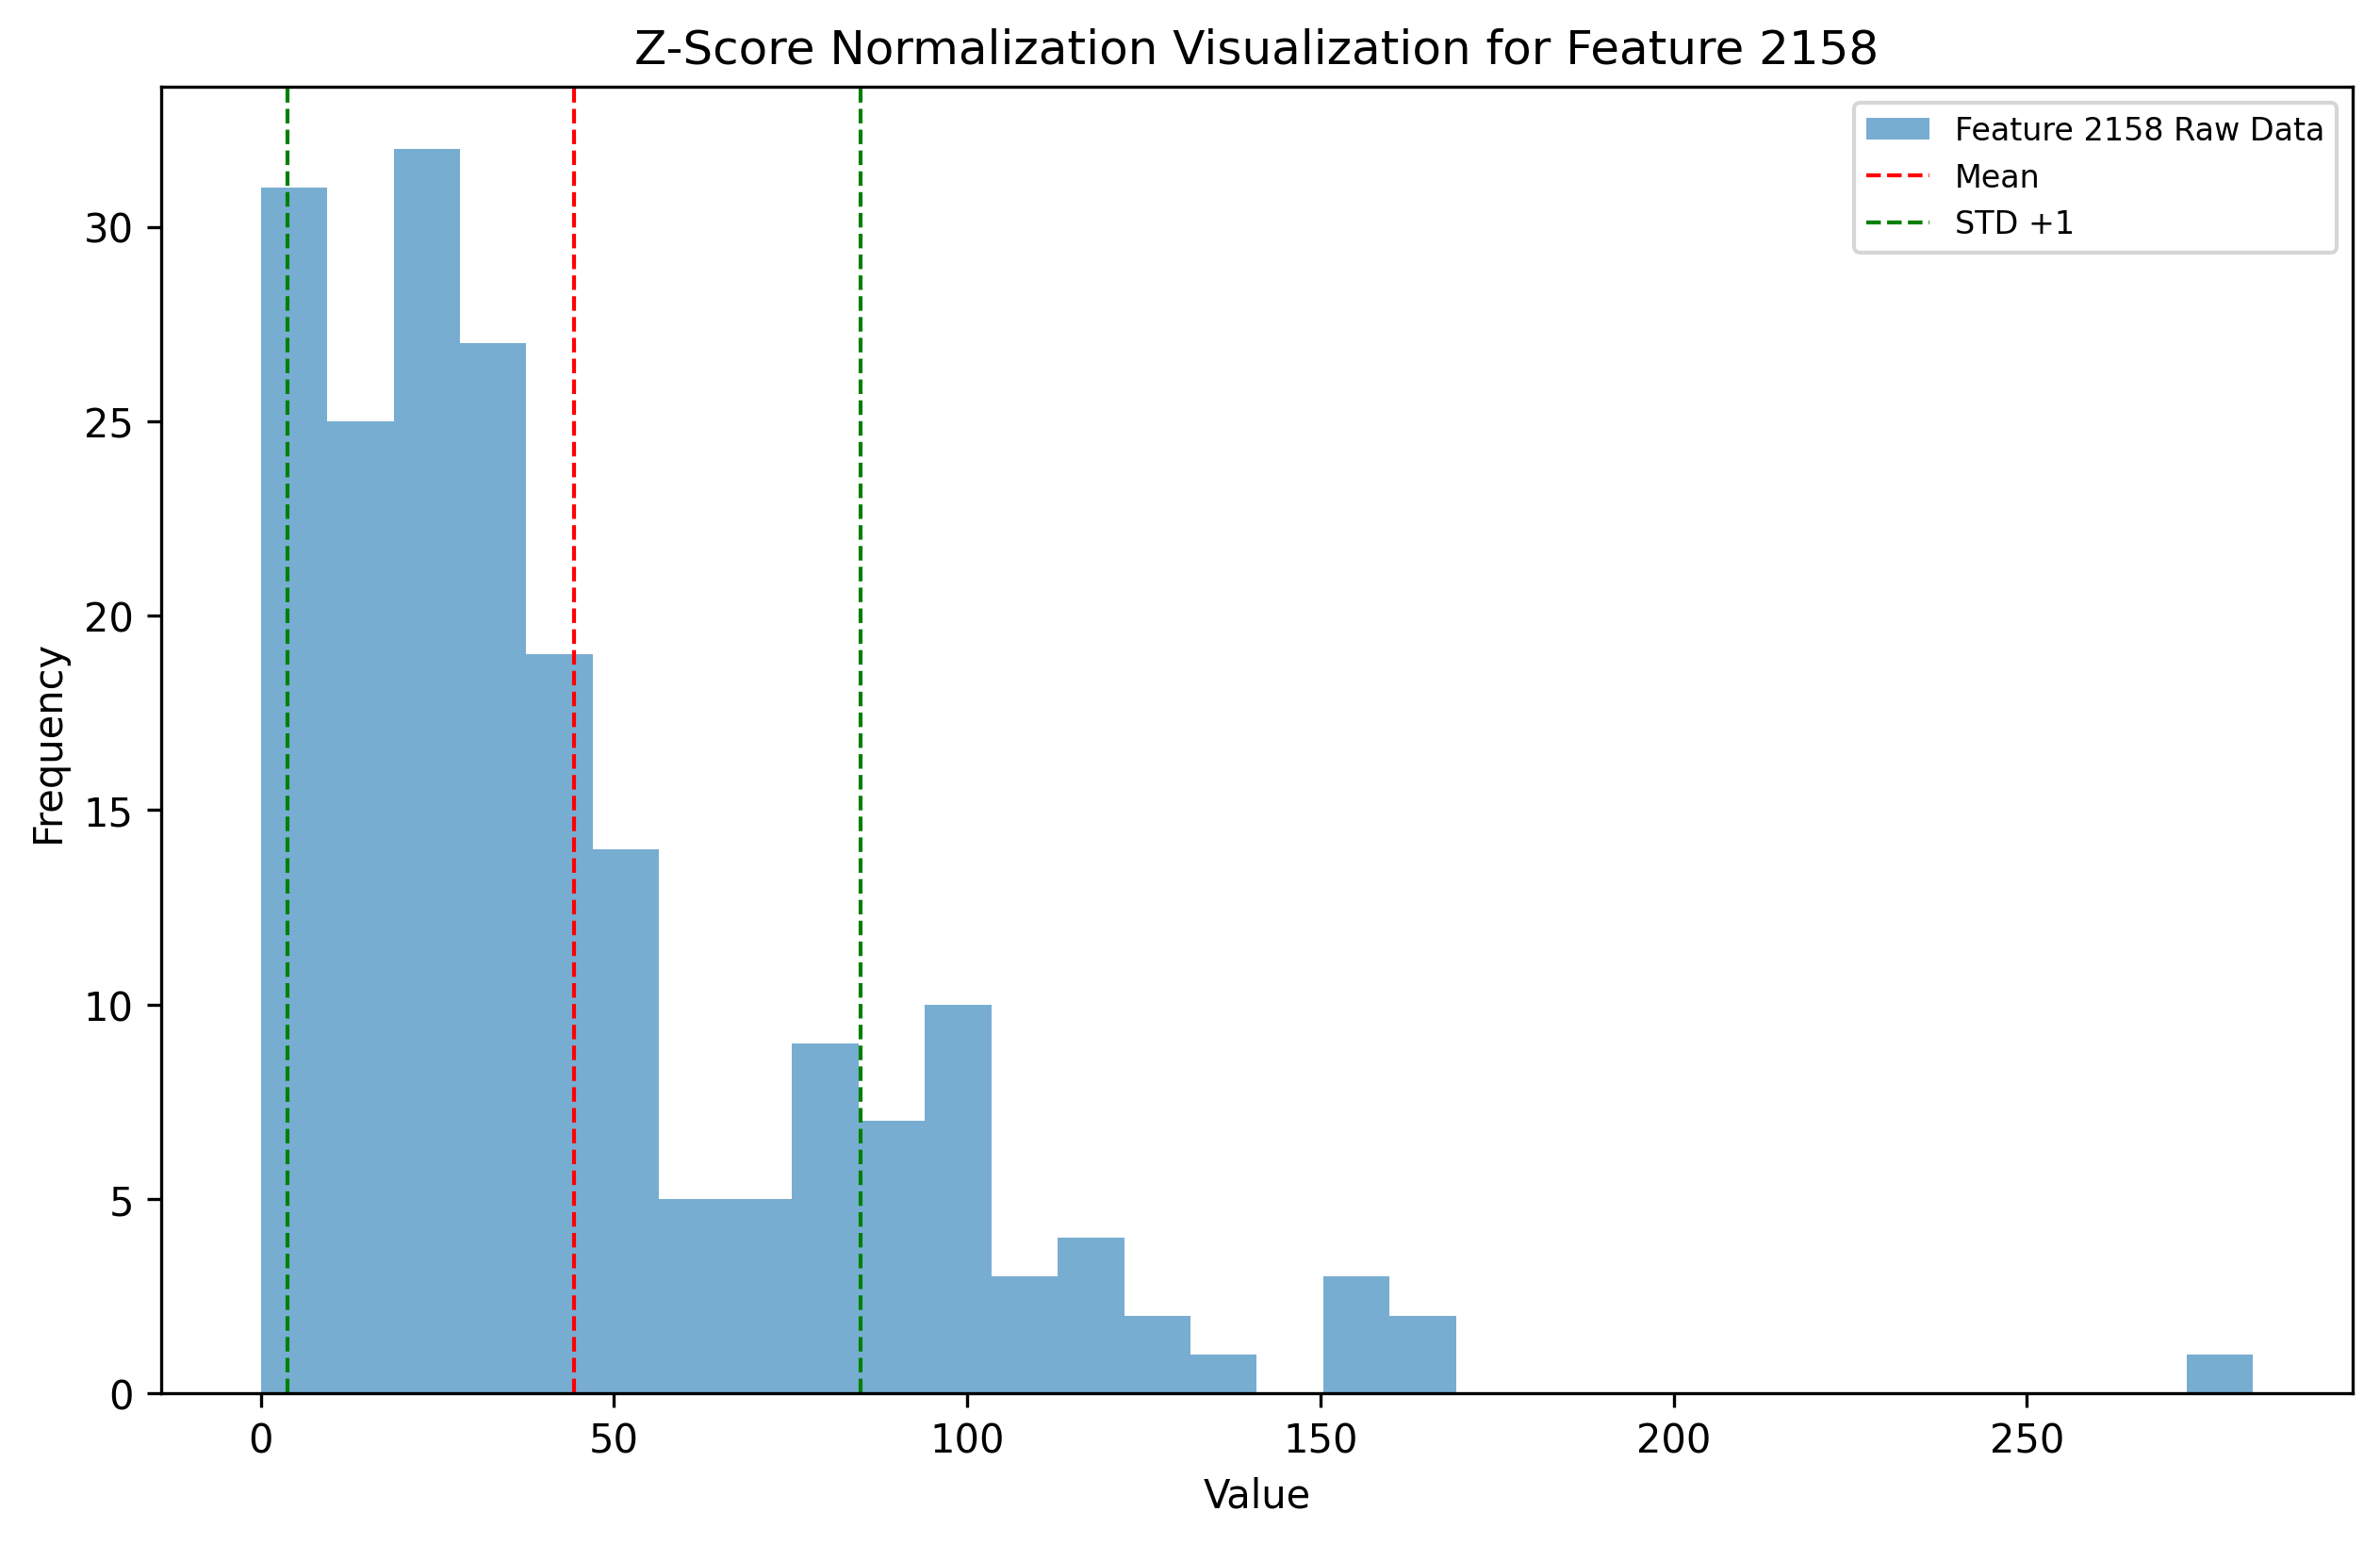 Z-Score Normalization Visualization for Feature 2158
Feature 2158 Raw Data
Mean
STD +1
Frequency
30
25
20
15
10
5
0
0 50 100 150 200 250
Value